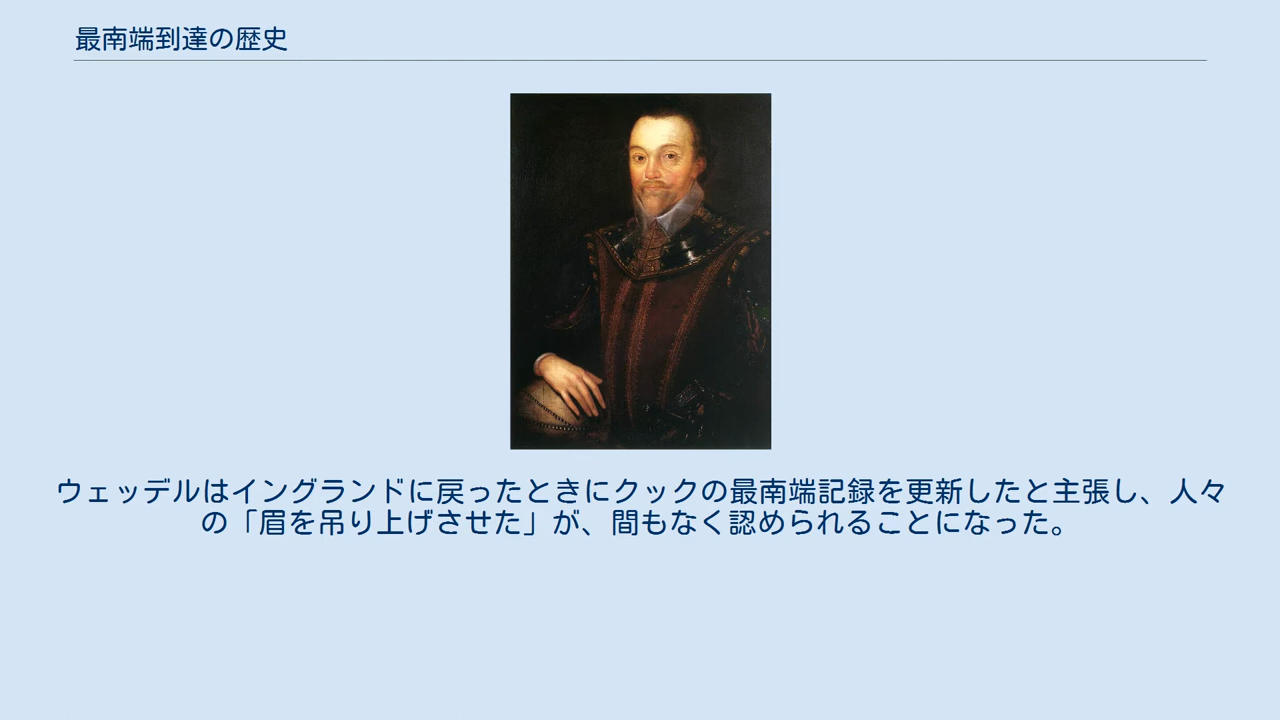 最南端到達の歴史
ウェッデルはイングランドに戻ったときにクックの最南端記録を更新したと主張し、人々
の「眉を吊り上げさせた」が、間もなく認められることになった。